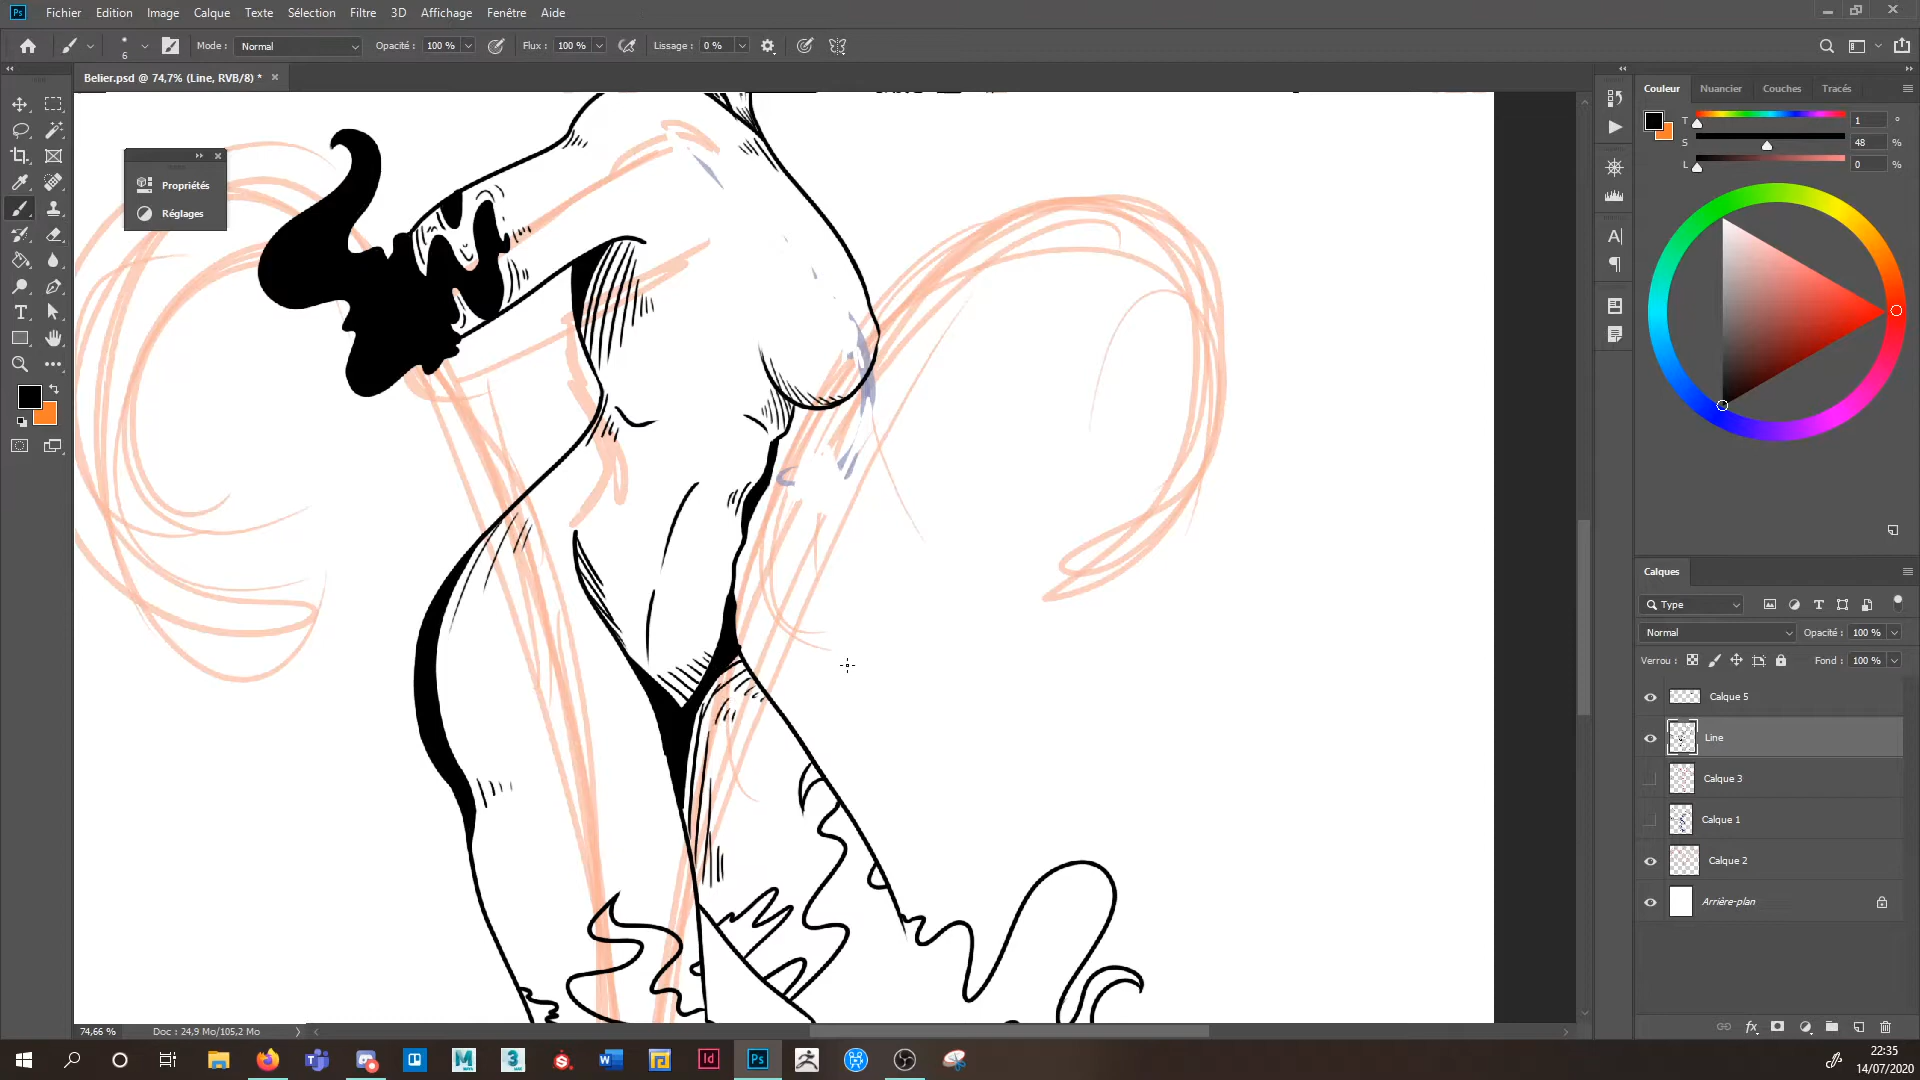 Ps Fichier Edition Image Calque Texte Sélection Filtre 3D Affichage Fenêtre Aide
6 Mode : Normal Opacité : 100 % Flux : 100 % Lissage : 0 %
Belier.psd @ 74,7% (Line, RVB/8) *
Couleur Nuancier Couches Tracés
T 1 °
S 48 %
L 0 %
Propriétés
Réglages
Calques
Type
Normal Opacité : 100 %
Verrou : Fond : 100 %
Calque 5
Line
Calque 3
Calque 1
Calque 2
Arrière-plan
74,66 % Doc : 24,9 Mo/105,2 Mo
22:35
14/07/2020